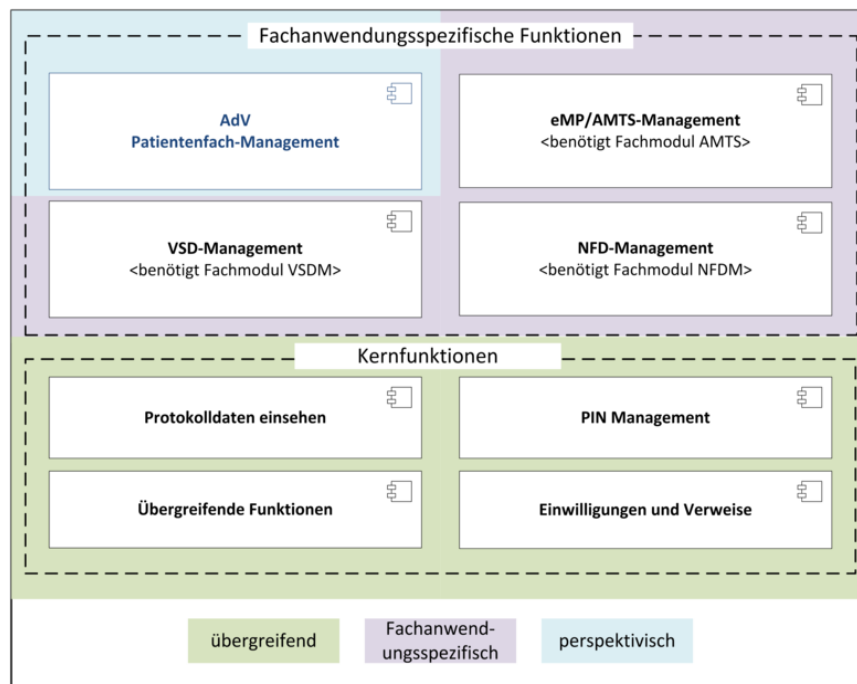 Fachanwendungsspezifische Funktionen
AdV
Patientenfach-Management
eMP/AMTS-Management
<benötigt Fachmodul AMTS>
VSD-Management
<benötigt Fachmodul VSDM>
NFD-Management
<benötigt Fachmodul NFDM>
Kernfunktionen
Protokolldaten einsehen
PIN Management
Übergreifende Funktionen
Einwilligungen und Verweise
übergreifend
Fachanwend-
ungsspezifisch
perspektivisch